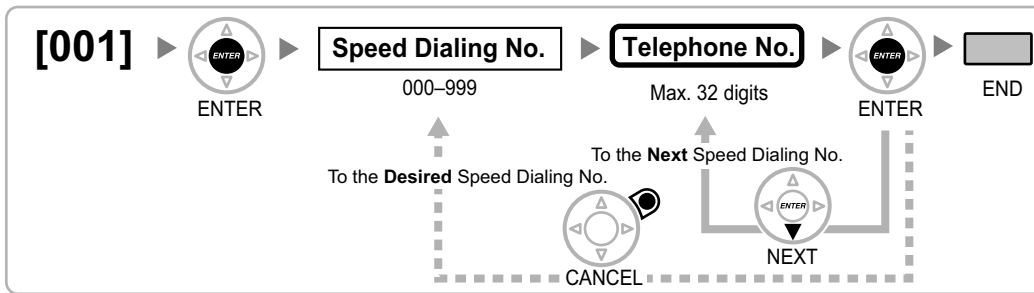 [001]
ENTER
ENTER
Speed Dialing No.
000–999
Telephone No.
Max. 32 digits
ENTER
ENTER
END
To the Next Speed Dialing No.
To the Desired Speed Dialing No.
ENTER
NEXT
CANCEL